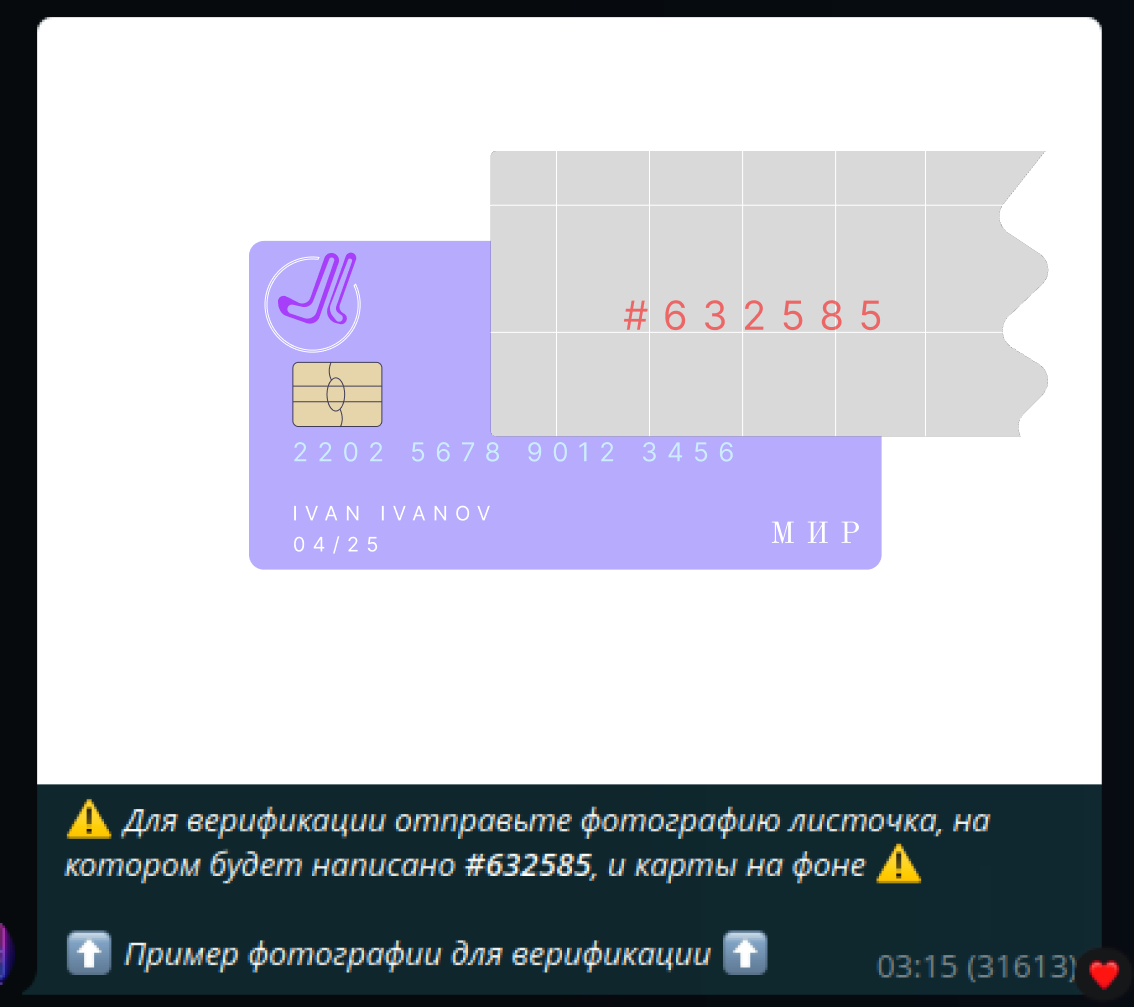 #632585
2202 5678 9012 3456
IVAN IVANOV
04/25
МИР
⚠️ Для верификации отправьте фотографию листочка, на
котором будет написано #632585, и карты на фоне ⚠️
⬆️ Пример фотографии для верификации ⬆️
03:15 (31613)